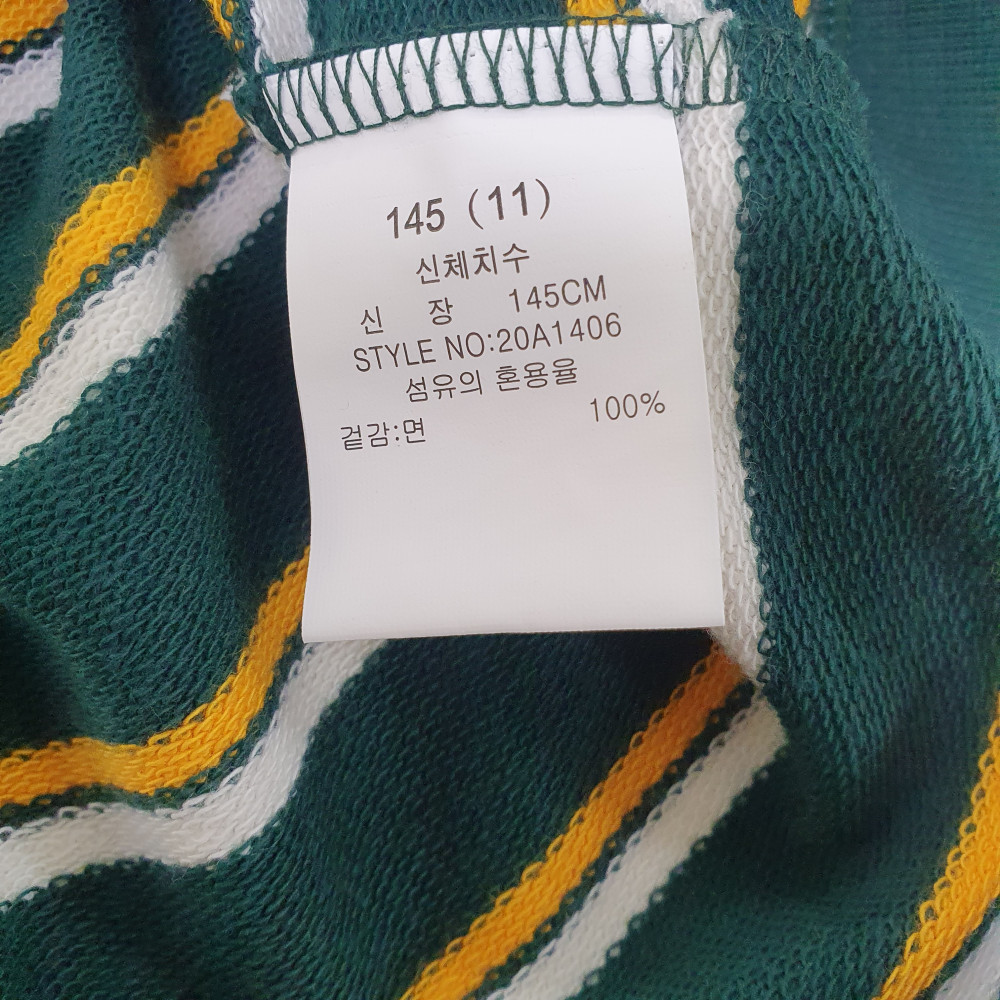 145 (11)
신체치수
신 장 145CM
STYLE NO:20A1406
섬유의 혼용율
겉감:면 100%